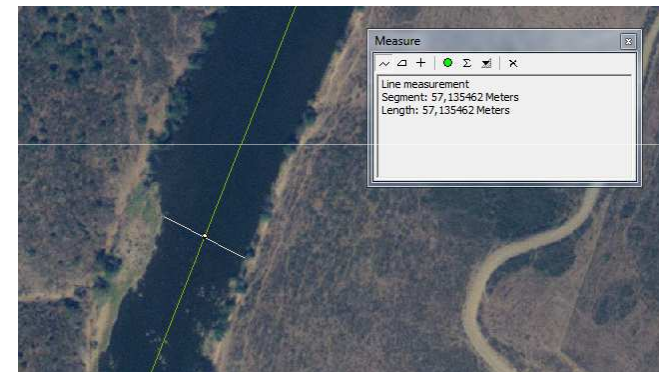 Measure
Line measurement
Segment: 57,135462 Meters
Length: 57,135462 Meters